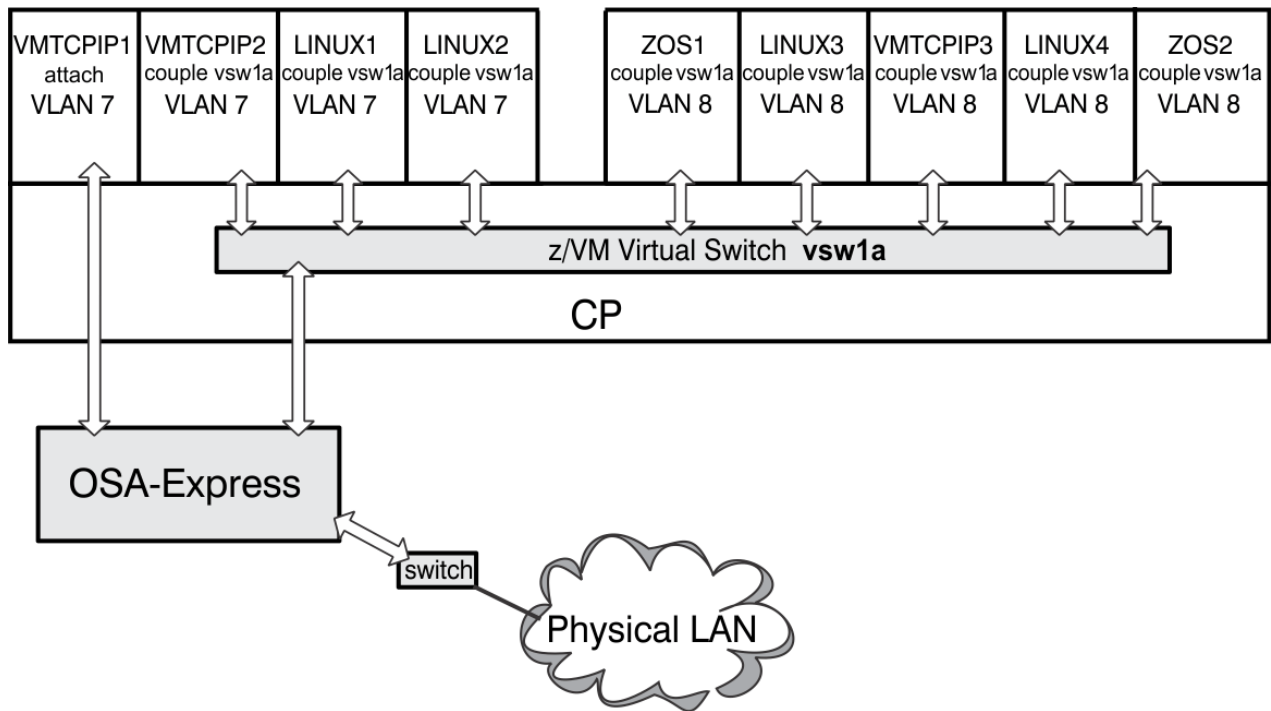 VMTCPIP1
attach
VLAN 7
VMTCPIP2
couple vsw1a
VLAN 7
LINUX1
couple vsw1a
VLAN 7
LINUX2
couple vsw1a
VLAN 7
ZOS1
couple vsw1a
VLAN 8
LINUX3
couple vsw1a
VLAN 8
VMTCPIP3
couple vsw1a
VLAN 8
LINUX4
couple vsw1a
VLAN 8
ZOS2
couple vsw1a
VLAN 8
z/VM Virtual Switch vsw1a
CP
OSA-Express
switch
Physical LAN